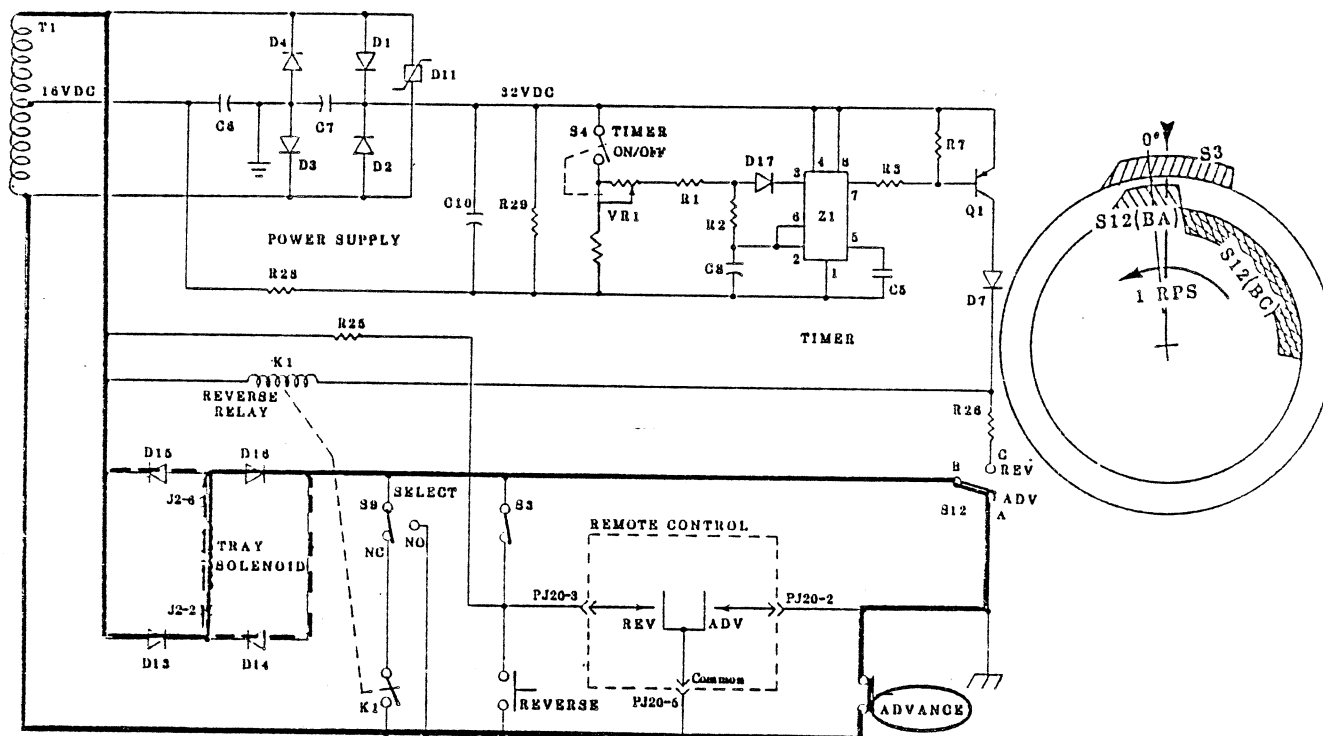 T1
D4
D1
D11
16VDC
C6
C7
32VDC
D3
D2
S4
TIMER
ON/OFF
D17
3
4
8
R3
R7
7
Q1
0°
S3
S12(BA)
S12(BC)
1 RPS
C10
R29
VR1
R1
R2
6
Z1
5
2
1
C8
C5
D7
POWER SUPPLY
R28
TIMER
R25
K1
REVERSE
RELAY
R26
C
REV
D15
D16
B
ADV
A
S12
J2-6
S9
SELECT
S3
NO
NC
TRAY
SOLENOID
REMOTE CONTROL
J2-2
PJ20-3
PJ20-2
REV
ADV
D13
D14
Common
PJ20-5
K1
REVERSE
ADVANCE